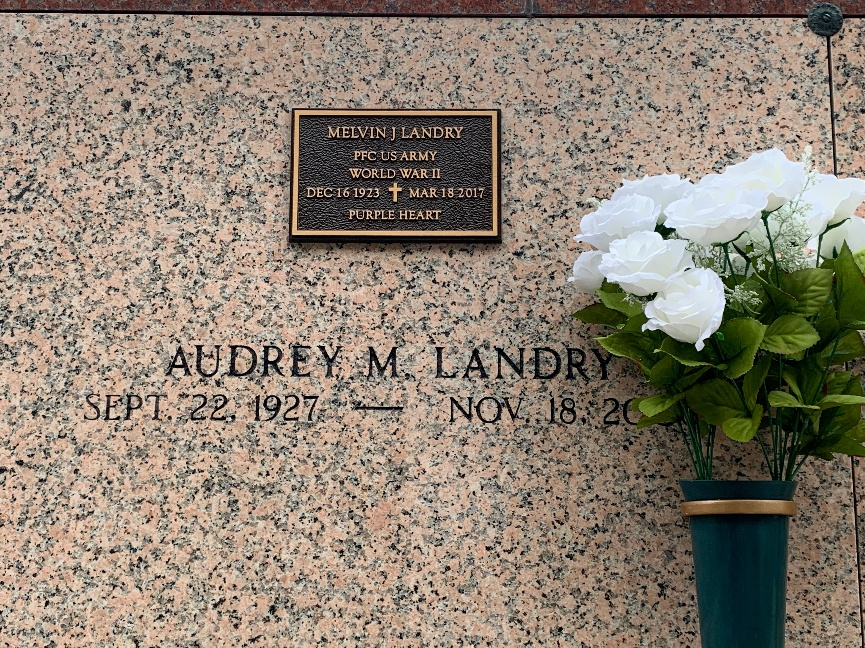 MELVIN J LANDRY
PFC US ARMY
WORLD WAR II
DEC 16 1923 ✝ MAR 18 2017
PURPLE HEART
AUDREY M. LANDRY
SEPT. 22, 1927 — NOV. 18,